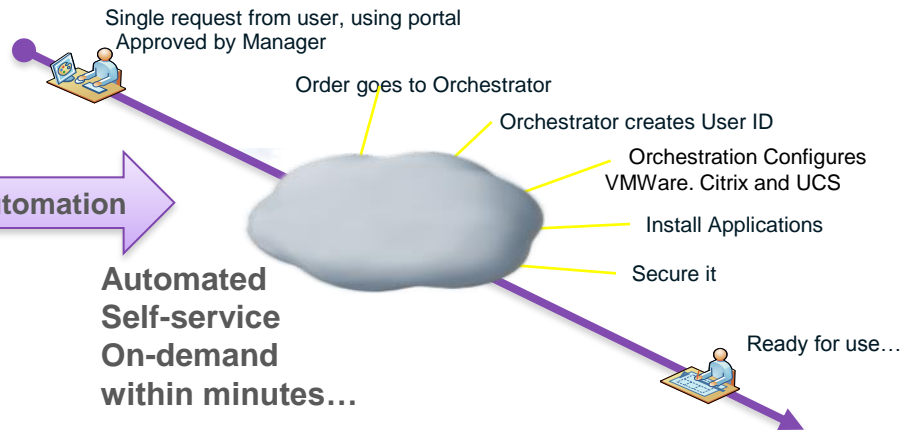 Single request from user, using portal
Approved by Manager
Order goes to Orchestrator
Orchestrator creates User ID
Orchestration Configures
VMWare. Citrix and UCS
Install Applications
Secure it
utomation
Automated
Self-service
On-demand
within minutes…
Ready for use…